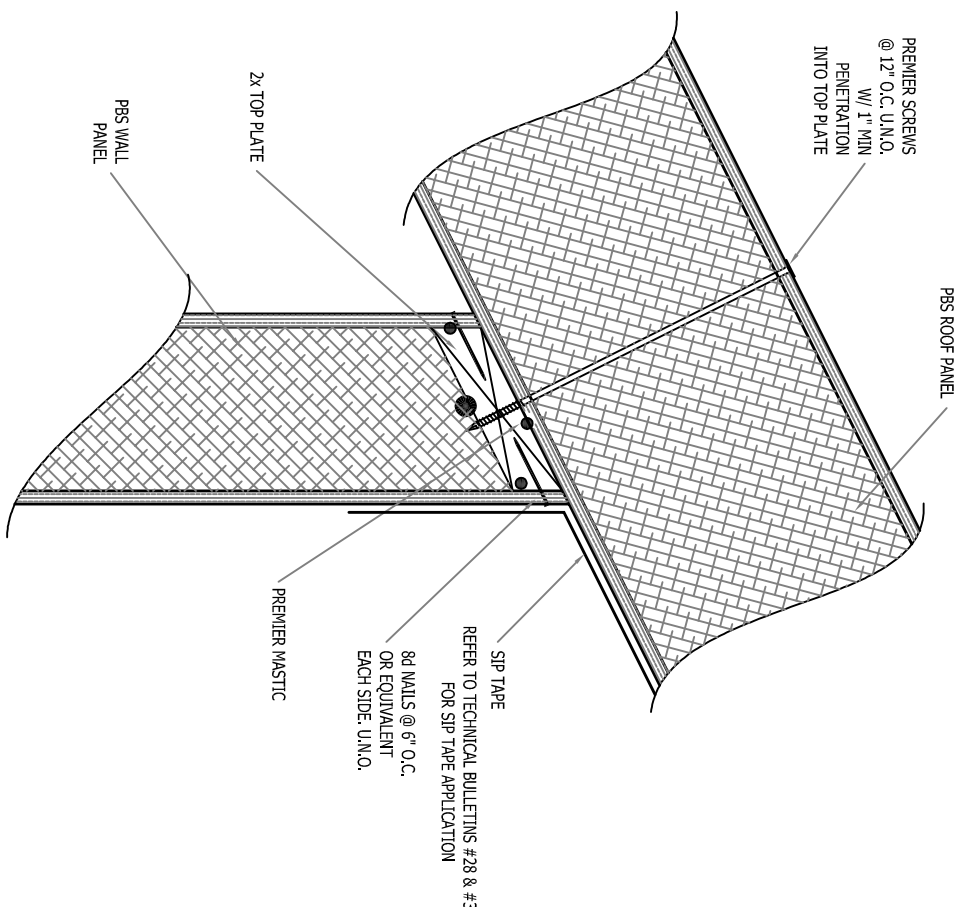 PREMIER SCREWS
@ 12" O.C. U.N.O.
W/ 1" MIN
PENETRATION
INTO TOP PLATE
PBS ROOF PANEL
2x TOP PLATE
PBS WALL
PANEL
SIP TAPE
REFER TO TECHNICAL BULLETINS #28 &
FOR SIP TAPE APPLICATION
8d NAILS @ 6" O.C.
OR EQUIVALENT
EACH SIDE. U.N.O.
PREMIER MASTIC